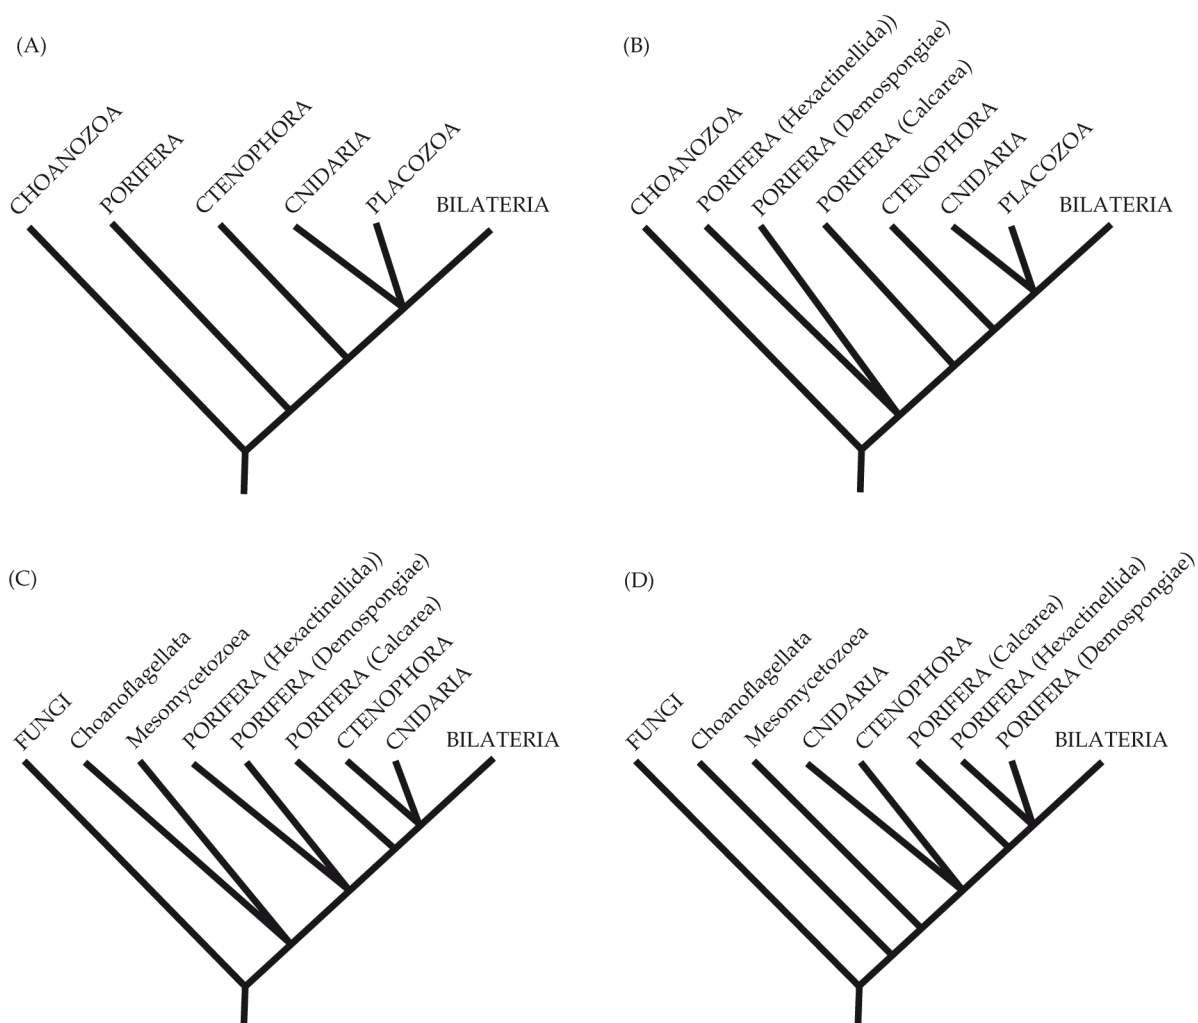 (A)
CHOANOZOA
PORIFERA
CTENOPHORA
CNIDARIA
PLACOZOA
BILATERIA
(B)
CHOANOZOA
PORIFERA (Hexactinellida))
PORIFERA (Demospongiae)
PORIFERA (Calcarea)
CTENOPHORA
CNIDARIA
PLACOZOA
BILATERIA
(C)
FUNGI
Choanoflagellata
Mesomycetozoea
PORIFERA (Hexactinellida))
PORIFERA (Demospongiae)
PORIFERA (Calcarea)
CTENOPHORA
CNIDARIA
BILATERIA
(D)
FUNGI
Choanoflagellata
Mesomycetozoea
CNIDARIA
CTENOPHORA
PORIFERA (Calcarea)
PORIFERA (Hexactinellida)
PORIFERA (Demospongiae)
BILATERIA